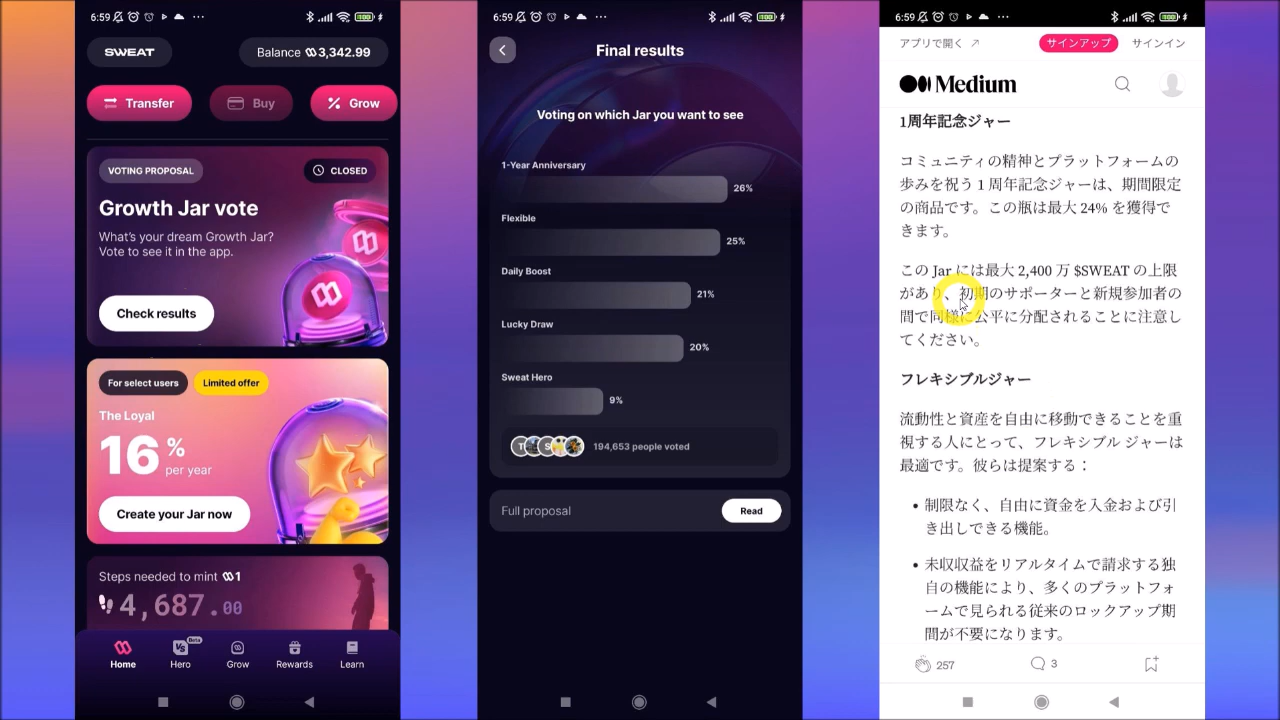 6:59
SWEAT
Balance 3,342.29
Transfer
Buy
Grow
VOTING PROPOSAL
CLOSED
Growth Jar vote
What's your dream Growth Jar?
Vote to see it in the app.
Check results
For select users
Limited offer
The Loyal
16 % per year
Create your Jar now
Steps needed to mint 1
4,687.00
Home
Vs
Beta
Hero
Grow
Rewards
Learn
6:59
Final results
Voting on which Jar you want to see
1-Year Anniversary
26%
Flexible
25%
Daily Boost
21%
Lucky Draw
20%
Sweat Hero
9%
194,653 people voted
Full proposal
Read
6:59
アプリで開く
サインアップ
サインイン
Medium
1周年記念ジャー
コミュニティの精神とプラットフォームの
歩みを祝う 1 周年記念ジャーは、期間限定
の商品です。この瓶は最大 24% を獲得で
きます。
この Jar には最大 2,400 万 $SWEAT の上限
があり、初期のサポーターと新規参加者の
間で同様に公平に分配されることに注意し
てください。
フレキシブルジャー
流動性と資産を自由に移動できることを重
視する人にとって、フレキシブル ジャーは
最適です。彼らは提案する：
• 制限なく、自由に資金を入金および引
き出しできる機能。
• 未収収益をリアルタイムで請求する独
自の機能により、多くのプラットフォ
ームで見られる従来のロックアップ期
間が不要になります。
257
3